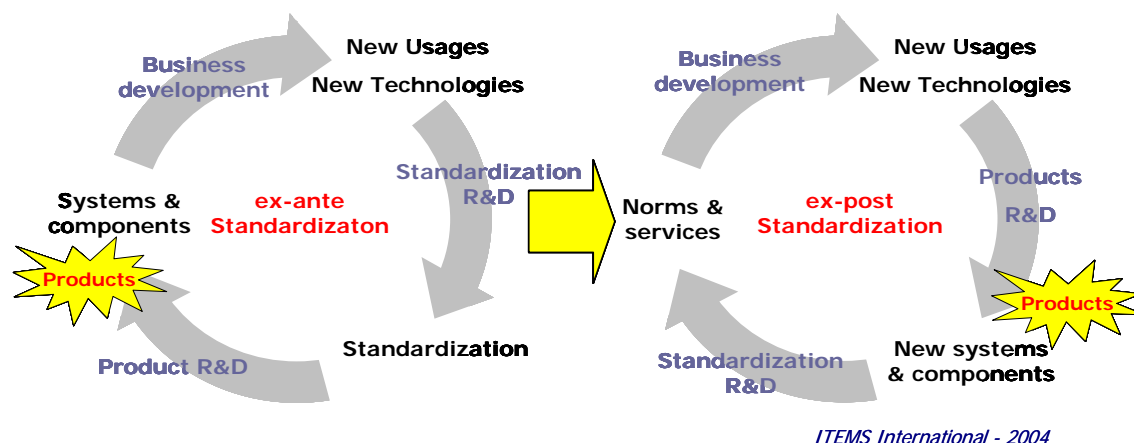 New Usages
New Technologies
Business
development
Standardization
R&D
Systems &
components
ex-ante
Standardizaton
Products
Product R&D
Standardization
New Usages
New Technologies
Business
development
Products
R&D
Norms &
services
ex-post
Standardization
Products
New systems
& components
Standardization
R&D
ITEMS International - 2004